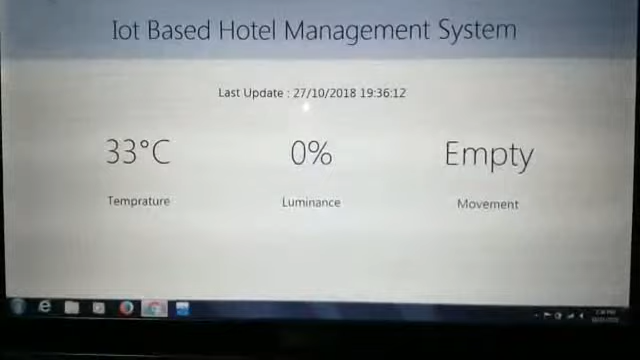 Iot Based Hotel Management System
Last Update : 27/10/2018 19:36:12
33°C
0%
Empty
Temprature
Luminance
Movement